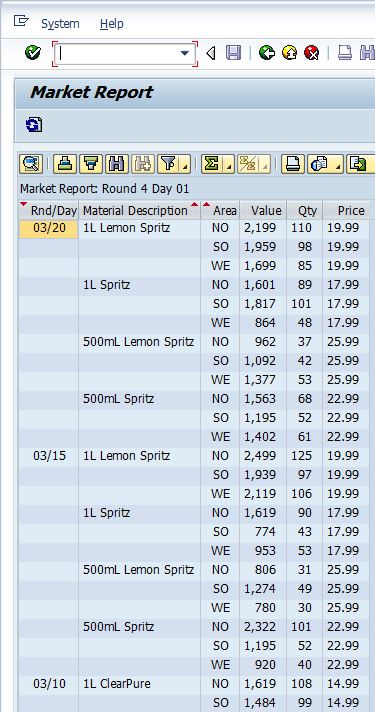 System Help
Market Report
Market Report: Round 4 Day 01
Rnd/Day Material Description Area Value Qty Price
03/20 1L Lemon Spritz NO 2,199 110 19.99
SO 1,959 98 19.99
WE 1,699 85 19.99
1L Spritz NO 1,601 89 17.99
SO 1,817 101 17.99
WE 864 48 17.99
500mL Lemon Spritz NO 962 37 25.99
SO 1,092 42 25.99
WE 1,377 53 25.99
500mL Spritz NO 1,563 68 22.99
SO 1,195 52 22.99
WE 1,402 61 22.99
03/15 1L Lemon Spritz NO 2,499 125 19.99
SO 1,939 97 19.99
WE 2,119 106 19.99
1L Spritz NO 1,619 90 17.99
SO 774 43 17.99
WE 953 53 17.99
500mL Lemon Spritz NO 806 31 25.99
SO 1,274 49 25.99
WE 780 30 25.99
500mL Spritz NO 2,322 101 22.99
SO 1,195 52 22.99
WE 920 40 22.99
03/10 1L ClearPure NO 1,619 108 14.99
SO 1,484 99 14.99